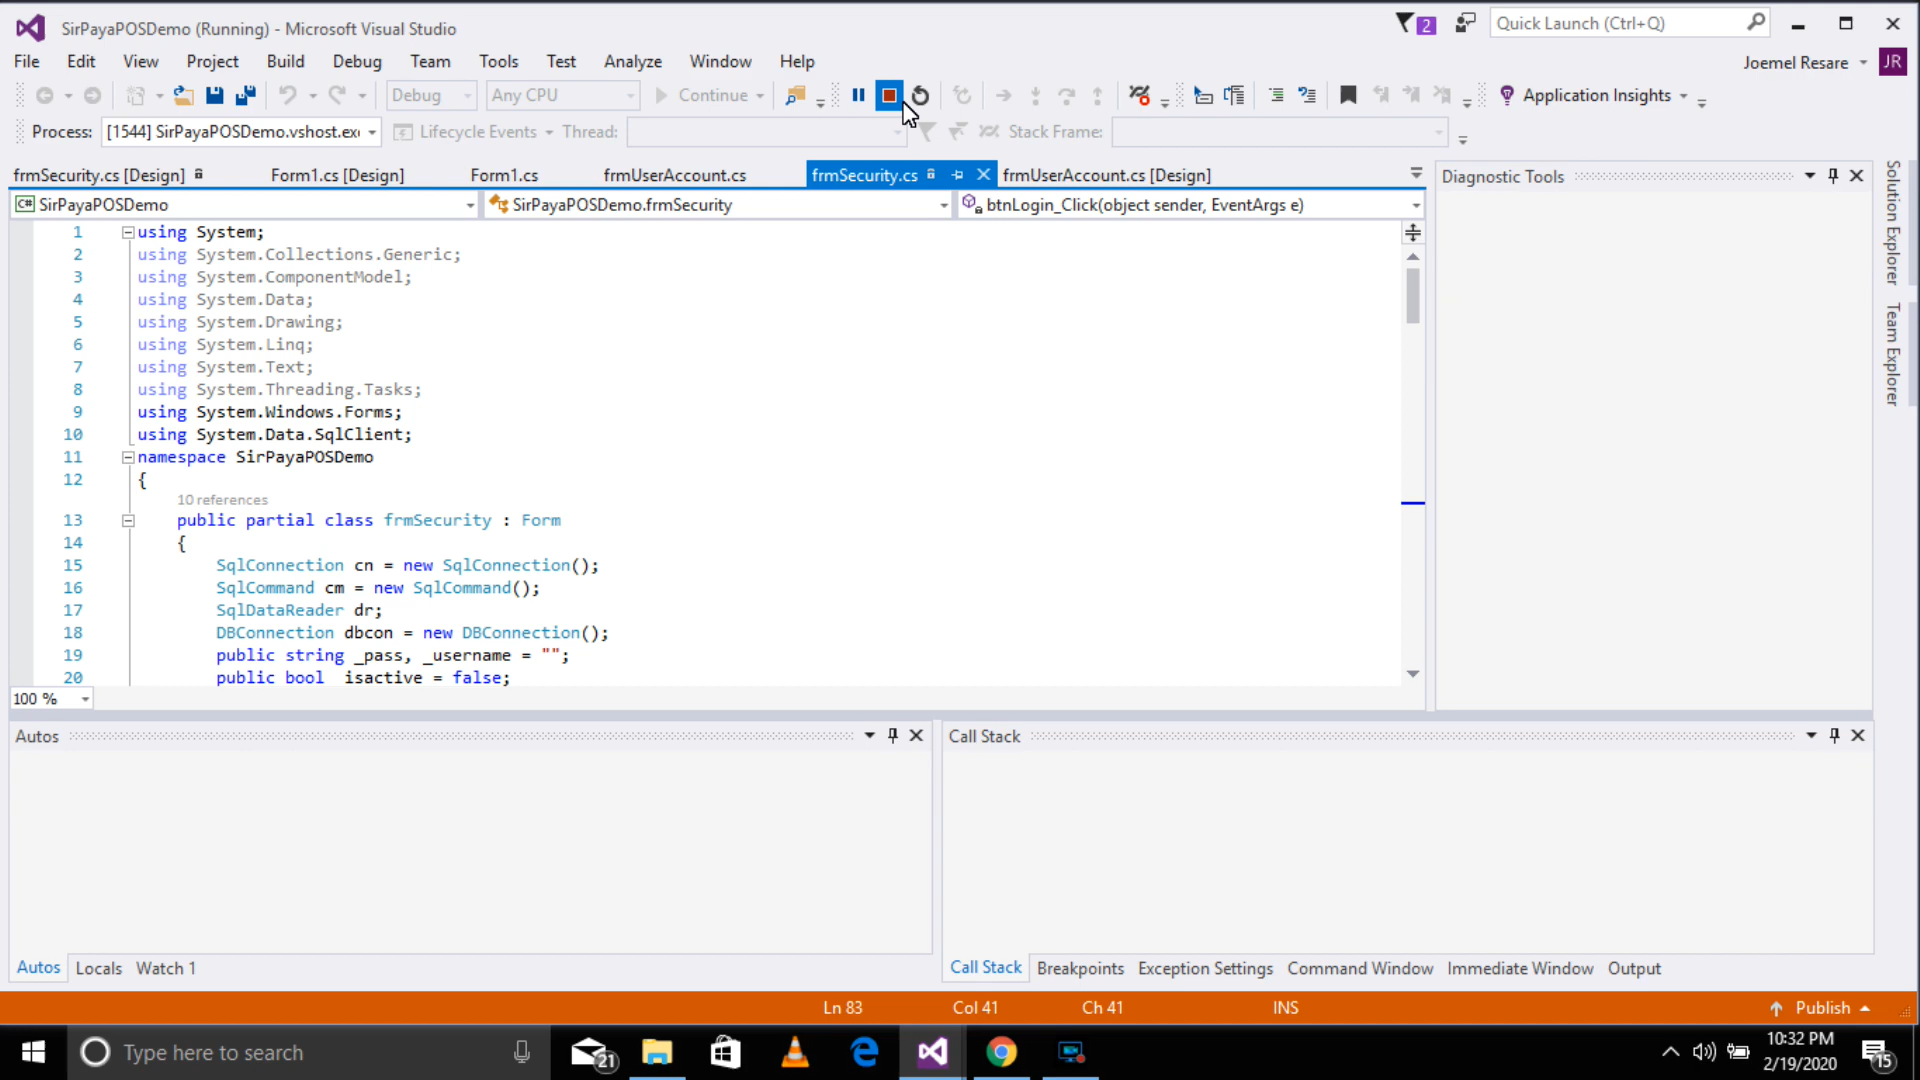 SirPayaPOSDemo (Running) - Microsoft Visual Studio
2
Quick Launch (Ctrl+Q)
File Edit View Project Build Debug Team Tools Test Analyze Window Help
Joemel Resare JR
Debug Any CPU Continue Application Insights
Process: [1544] SirPayaPOSDemo.vshost.exe Lifecycle Events Thread: Stack Frame:
frmSecurity.cs [Design] Form1.cs [Design] Form1.cs frmUserAccount.cs frmSecurity.cs frmUserAccount.cs [Design]
Diagnostic Tools
C# SirPayaPOSDemo SirPayaPOSDemo.frmSecurity btnLogin_Click(object sender, EventArgs e)
Solution Explorer
Team Explorer
1 using System;
2 using System.Collections.Generic;
3 using System.ComponentModel;
4 using System.Data;
5 using System.Drawing;
6 using System.Linq;
7 using System.Text;
8 using System.Threading.Tasks;
9 using System.Windows.Forms;
10 using System.Data.SqlClient;
11 namespace SirPayaPOSDemo
12 {
10 references
13 public partial class frmSecurity : Form
14 {
15 SqlConnection cn = new SqlConnection();
16 SqlCommand cm = new SqlCommand();
17 SqlDataReader dr;
18 DBConnection dbcon = new DBConnection();
19 public string _pass, _username = "";
20 public bool isactive = false;
100 %
Autos
Call Stack
Autos Locals Watch 1
Call Stack Breakpoints Exception Settings Command Window Immediate Window Output
Ln 83 Col 41 Ch 41 INS Publish
Type here to search
21
10:32 PM
2/19/2020
15